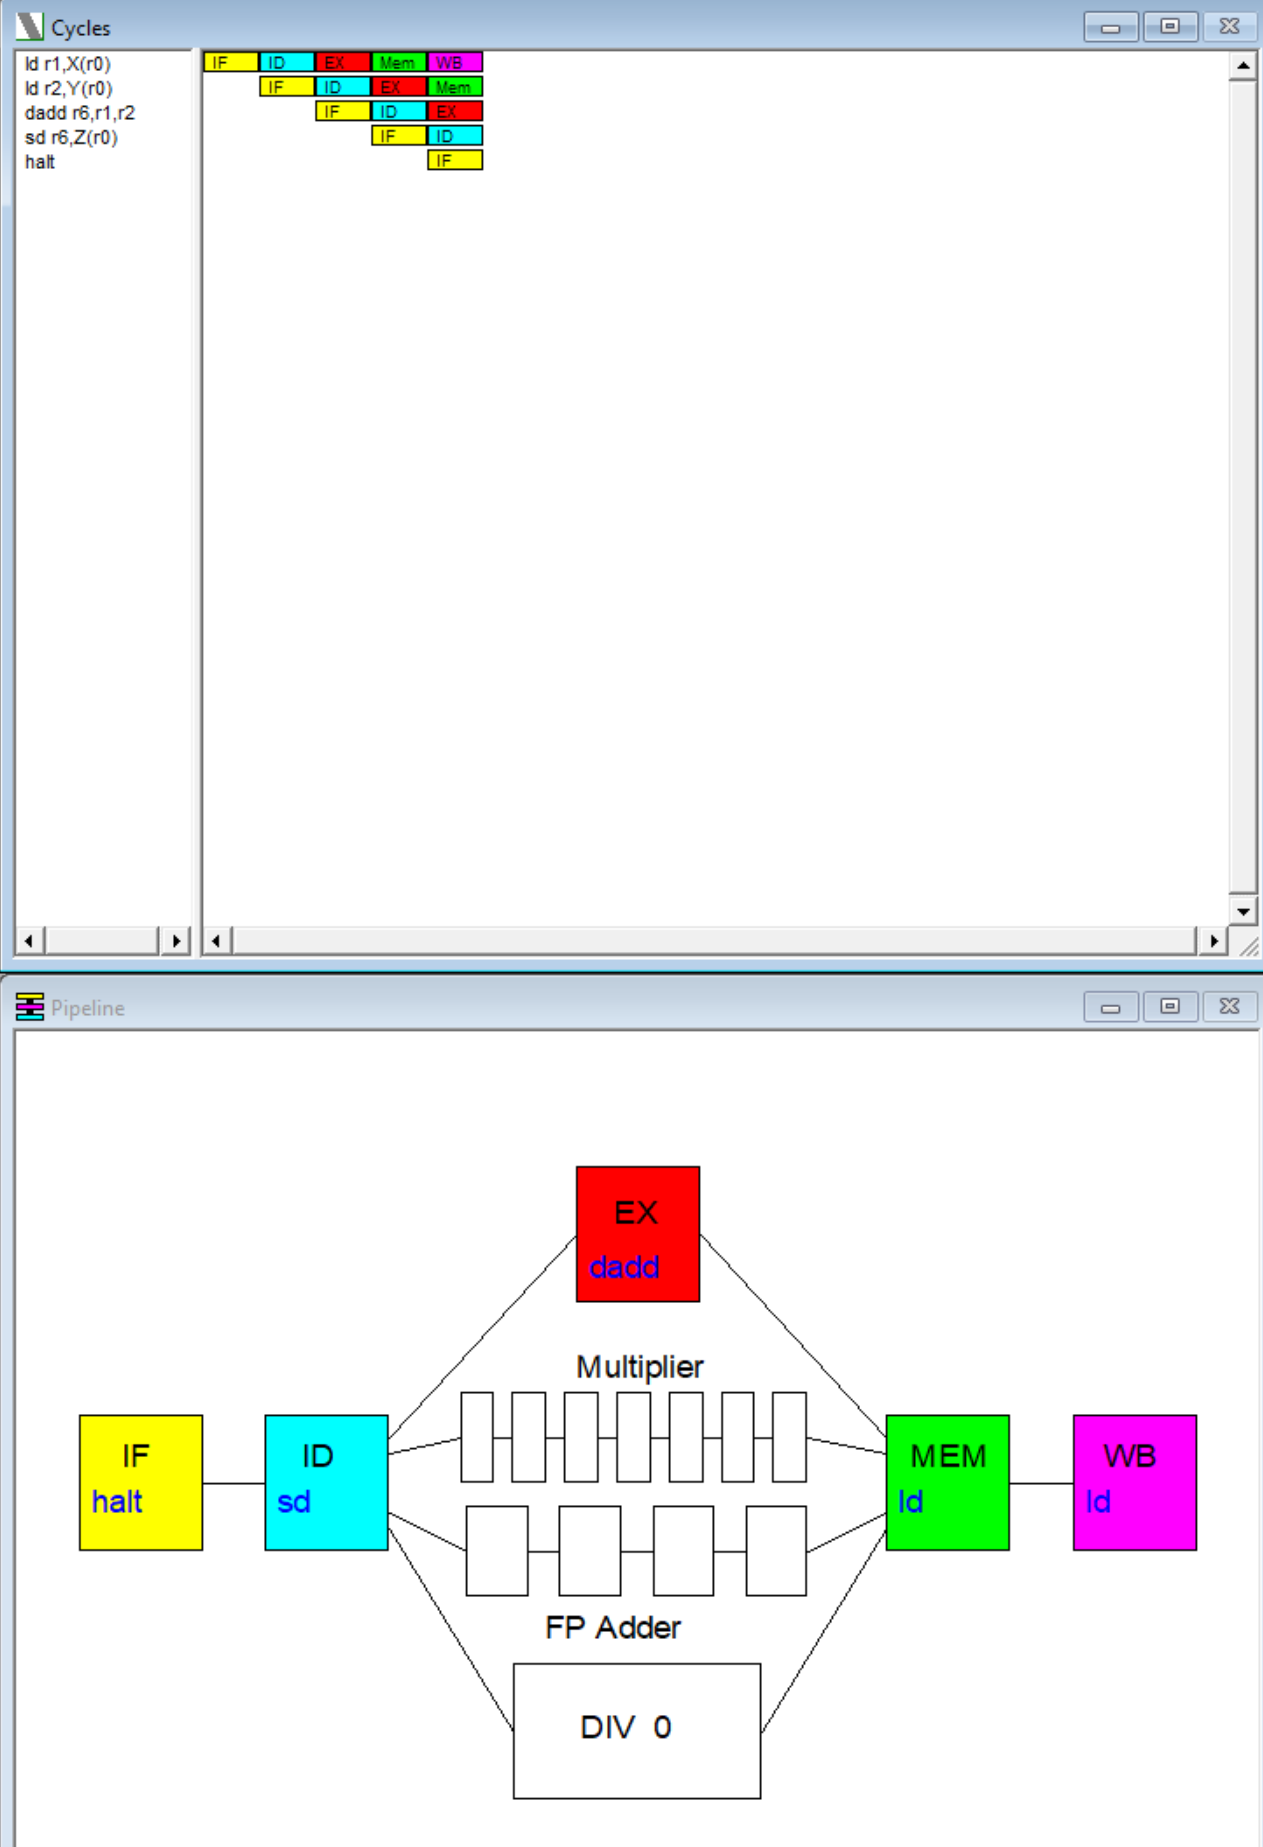 Cycles
ld r1,X(r0)
IF ID EX Mem WB
ld r2,Y(r0)
IF ID EX Mem
dadd r6,r1,r2
IF ID EX
sd r6,Z(r0)
IF ID
halt
IF
Pipeline
EX
dadd
Multiplier
IF
halt
ID
sd
MEM
ld
WB
ld
FP Adder
DIV 0